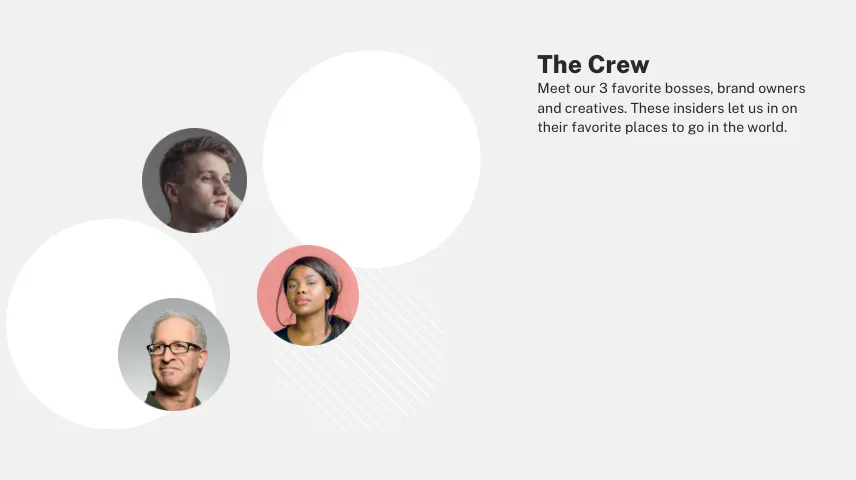 The Crew
Meet our 3 favorite bosses, brand owners
and creatives. These insiders let us in on
their favorite places to go in the world.